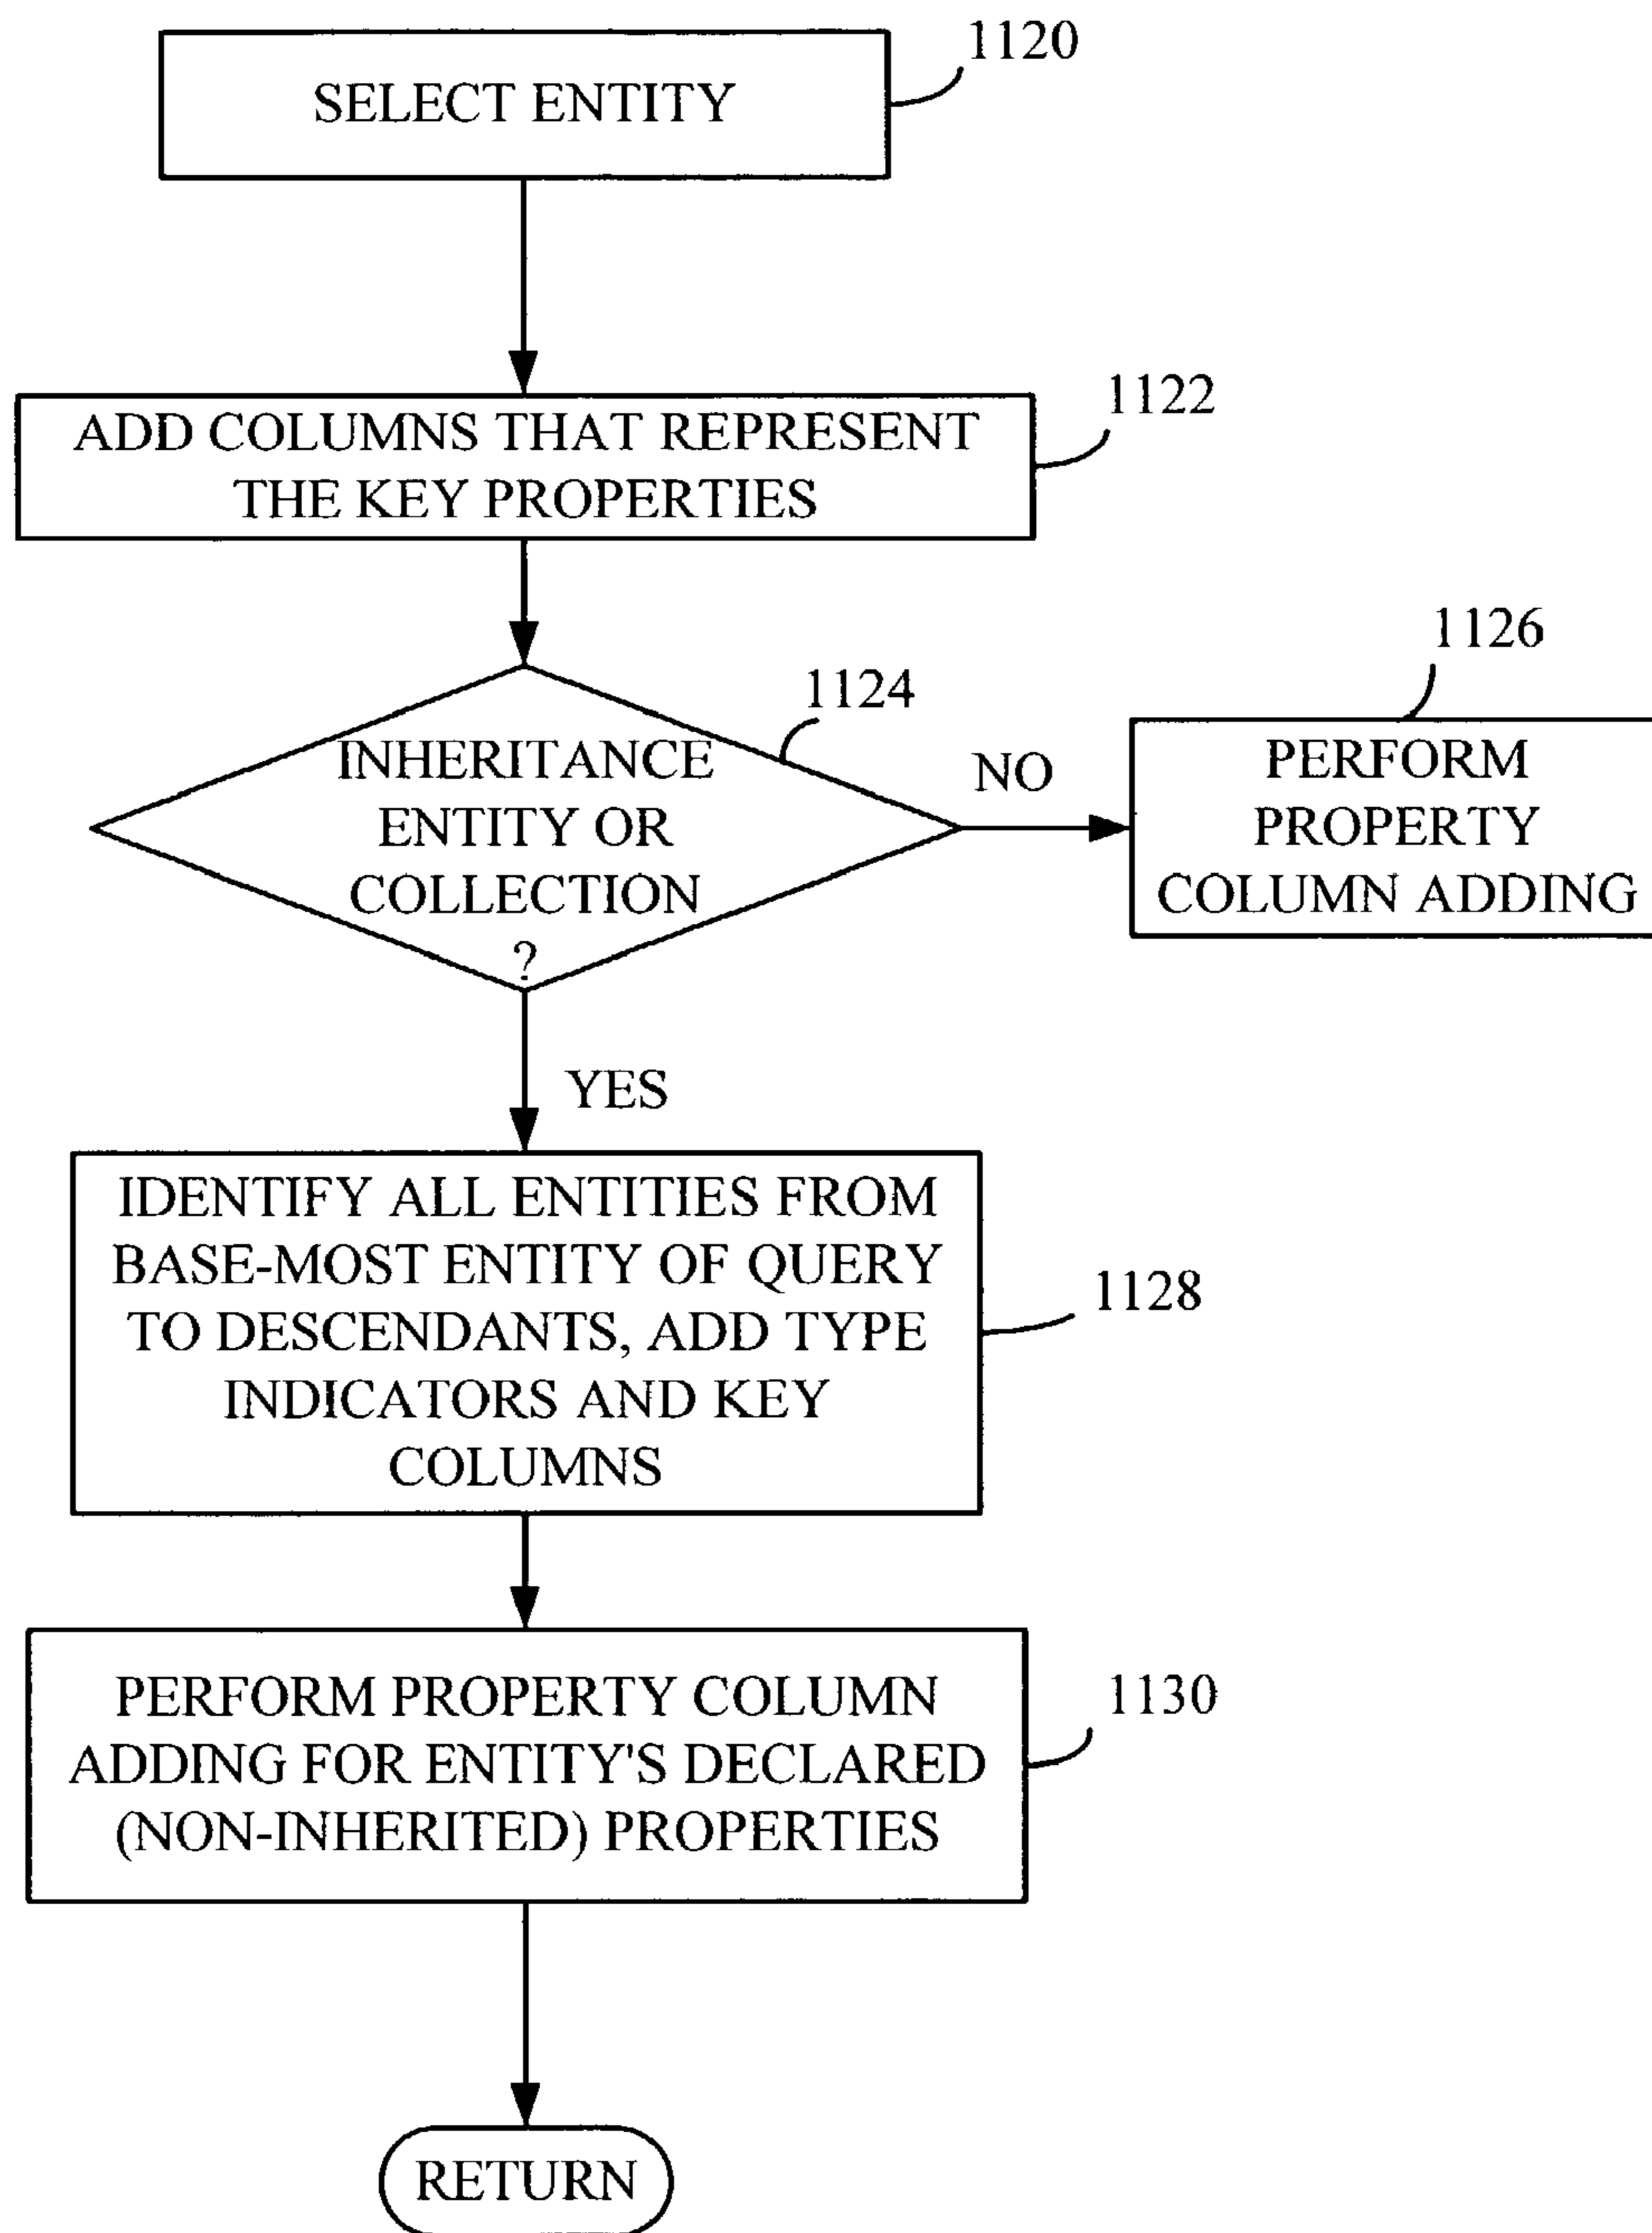 SELECT ENTITY
1120
ADD COLUMNS THAT REPRESENT
THE KEY PROPERTIES
1122
INHERITANCE
ENTITY OR
COLLECTION
?
1124
NO
PERFORM
PROPERTY
COLUMN ADDING
1126
YES
IDENTIFY ALL ENTITIES FROM
BASE-MOST ENTITY OF QUERY
TO DESCENDANTS, ADD TYPE
INDICATORS AND KEY
COLUMNS
1128
PERFORM PROPERTY COLUMN
ADDING FOR ENTITY'S DECLARED
(NON-INHERITED) PROPERTIES
1130
RETURN